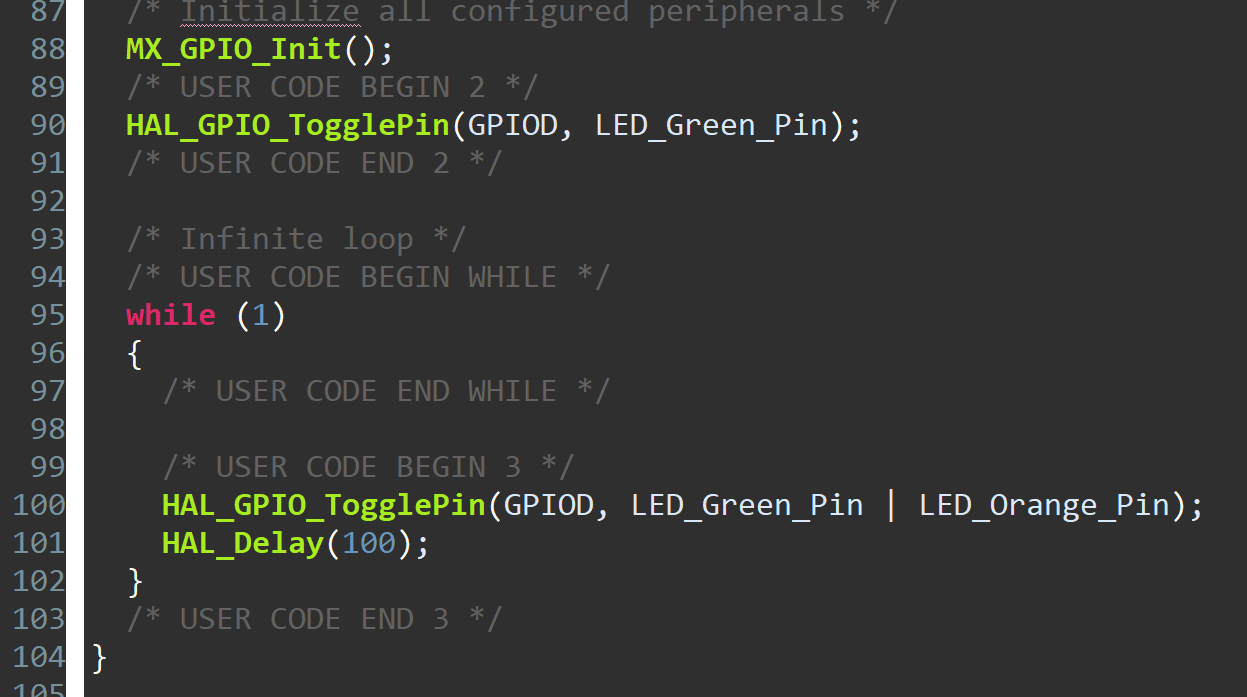 87 /* Initialize all configured peripherals */
88 MX_GPIO_Init();
89 /* USER CODE BEGIN 2 */
90 HAL_GPIO_TogglePin(GPIOD, LED_Green_Pin);
91 /* USER CODE END 2 */
92
93 /* Infinite loop */
94 /* USER CODE BEGIN WHILE */
95 while (1)
96 {
97 /* USER CODE END WHILE */
98
99 /* USER CODE BEGIN 3 */
100 HAL_GPIO_TogglePin(GPIOD, LED_Green_Pin | LED_Orange_Pin);
101 HAL_Delay(100);
102 }
103 /* USER CODE END 3 */
104 }
105